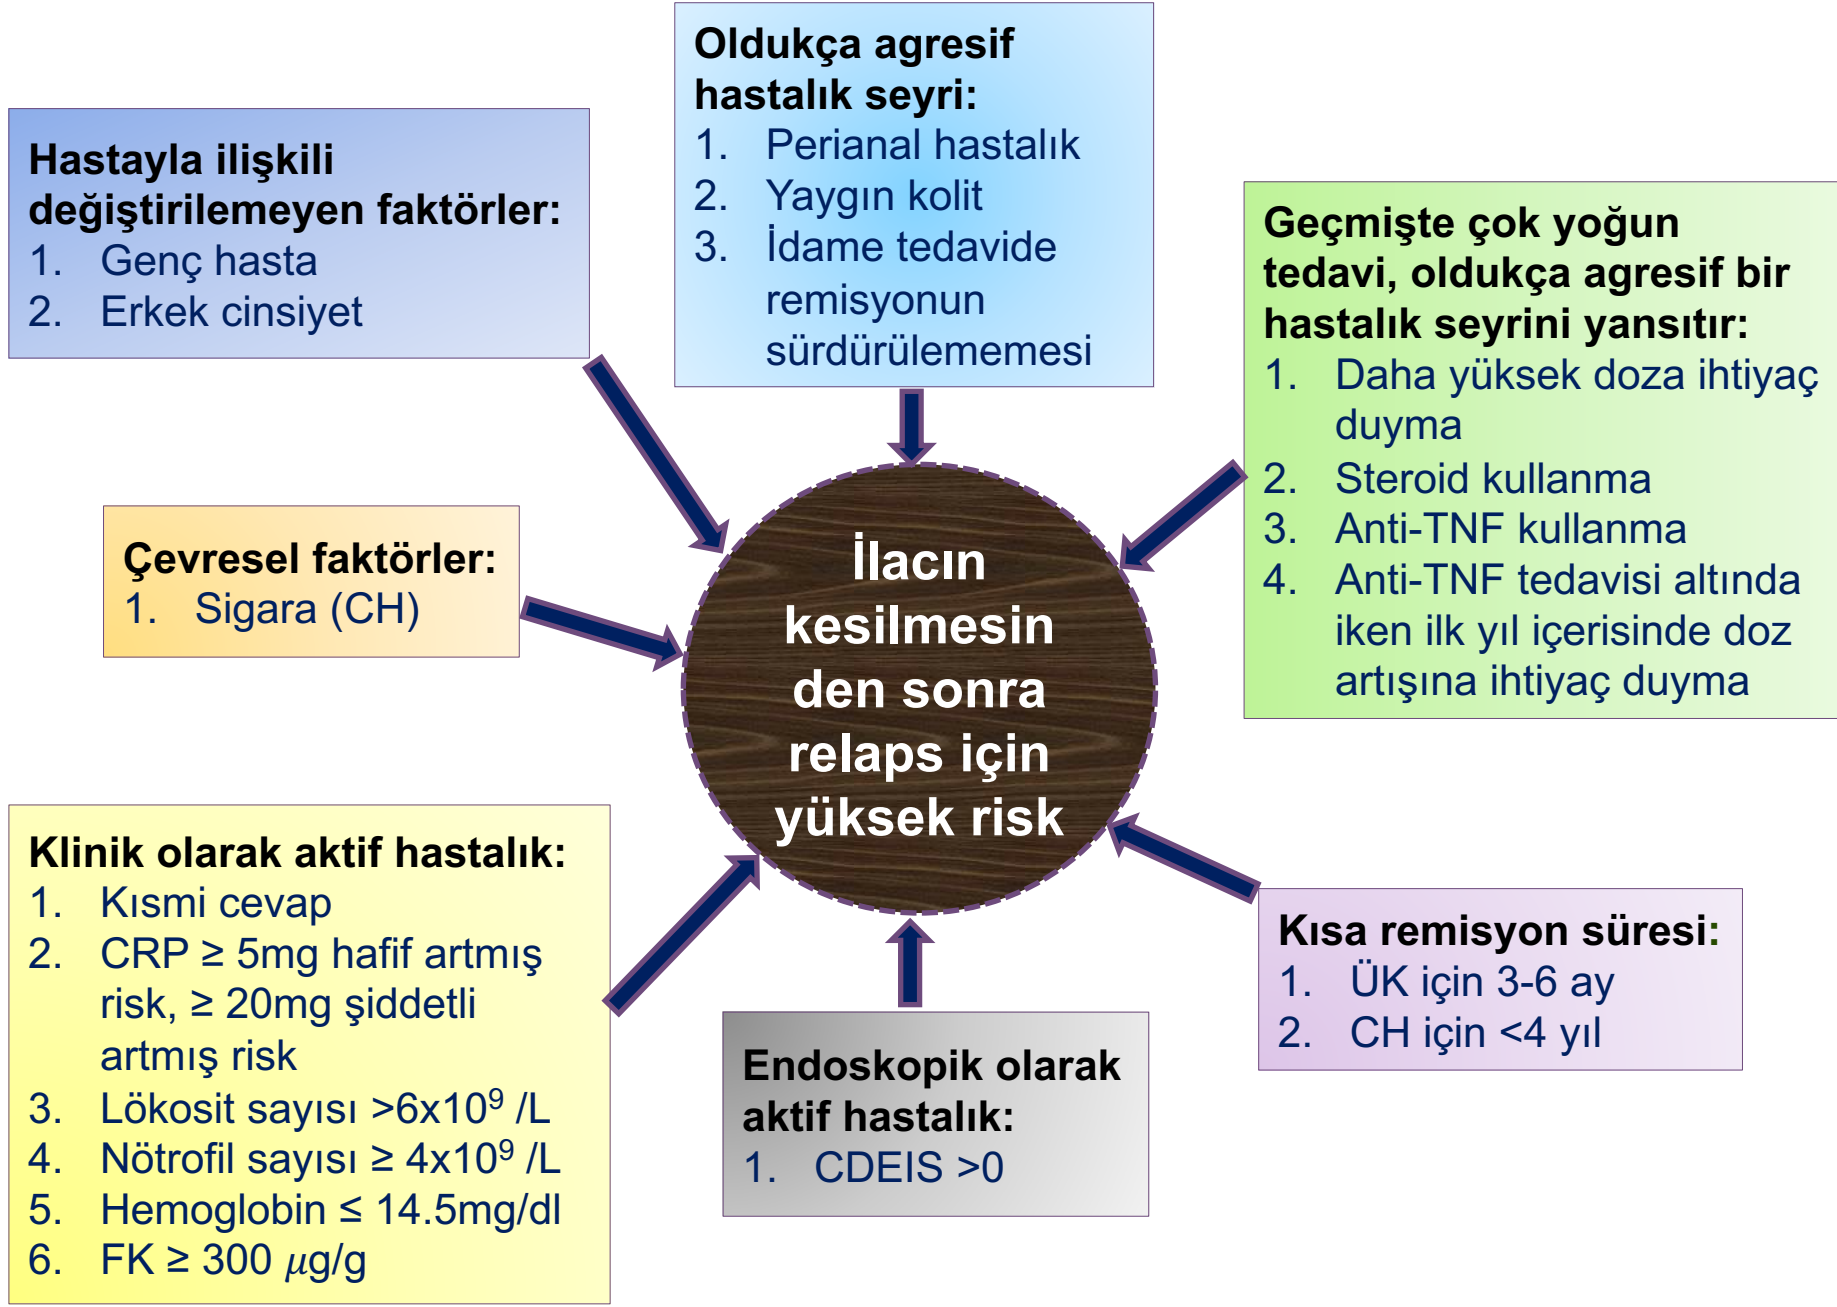 Oldukça agresif
hastalık seyri:
1. Perianal hastalık
2. Yaygın kolit
3. İdame tedavide
remisyonun
sürdürülememesi
Hastayla ilişkili
değiştirilemeyen faktörler:
1. Genç hasta
2. Erkek cinsiyet
Geçmişte çok yoğun
tedavi, oldukça agresif bir
hastalık seyrini yansıtır:
1. Daha yüksek doza ihtiyaç
duyma
2. Steroid kullanma
3. Anti-TNF kullanma
4. Anti-TNF tedavisi altında
iken ilk yıl içerisinde doz
artışına ihtiyaç duyma
Çevresel faktörler:
1. Sigara (CH)
İlacın
kesilmesin
den sonra
relaps için
yüksek risk
Klinik olarak aktif hastalık:
1. Kısmi cevap
2. CRP ≥ 5mg hafif artmış
risk, ≥ 20mg şiddetli
artmış risk
3. Lökosit sayısı >6x10⁹ /L
4. Nötrofil sayısı ≥ 4x10⁹ /L
5. Hemoglobin ≤ 14.5mg/dl
6. FK ≥ 300 μg/g
Endoskopik olarak
aktif hastalık:
1. CDEIS >0
Kısa remisyon süresi:
1. ÜK için 3-6 ay
2. CH için <4 yıl